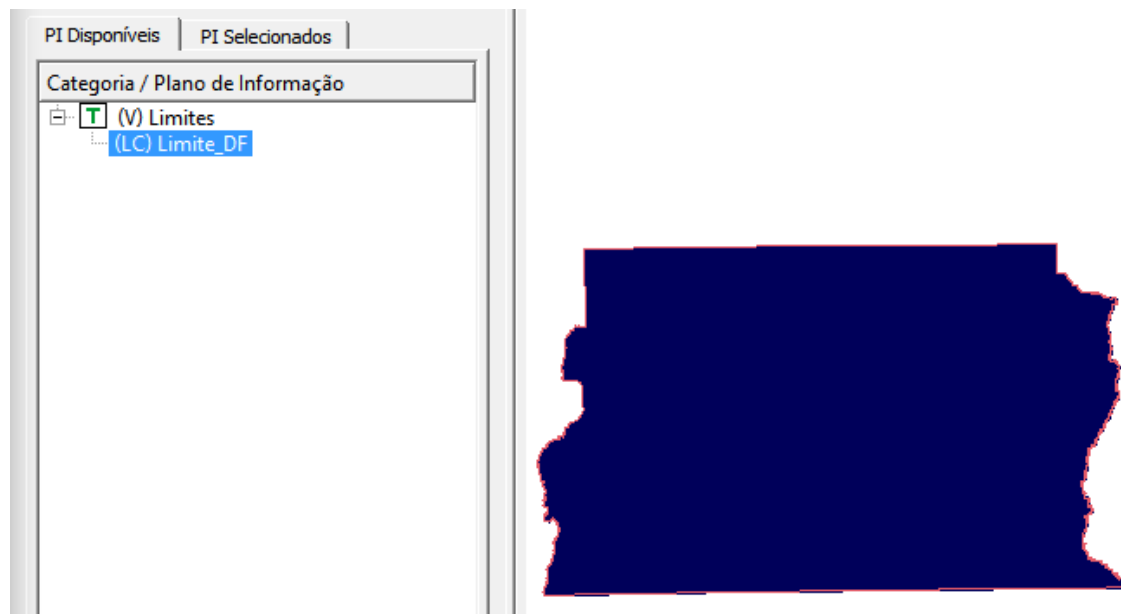 PI Disponíveis
PI Selecionados
Categoria / Plano de Informação
T (V) Limites
(LC) Limite_DF